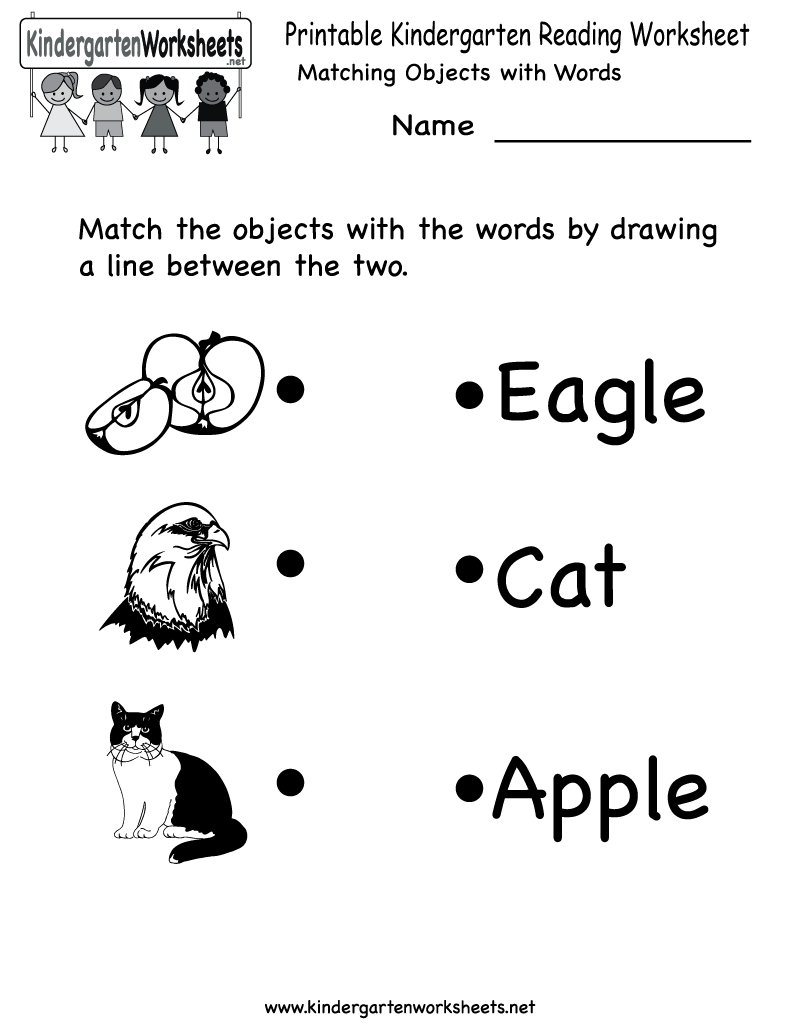 KindergartenWorksheets
.net
Printable Kindergarten Reading Worksheet
Matching Objects with Words
Name ________________
Match the objects with the words by drawing
a line between the two.
Eagle
Cat
Apple
www.kindergartenworksheets.net